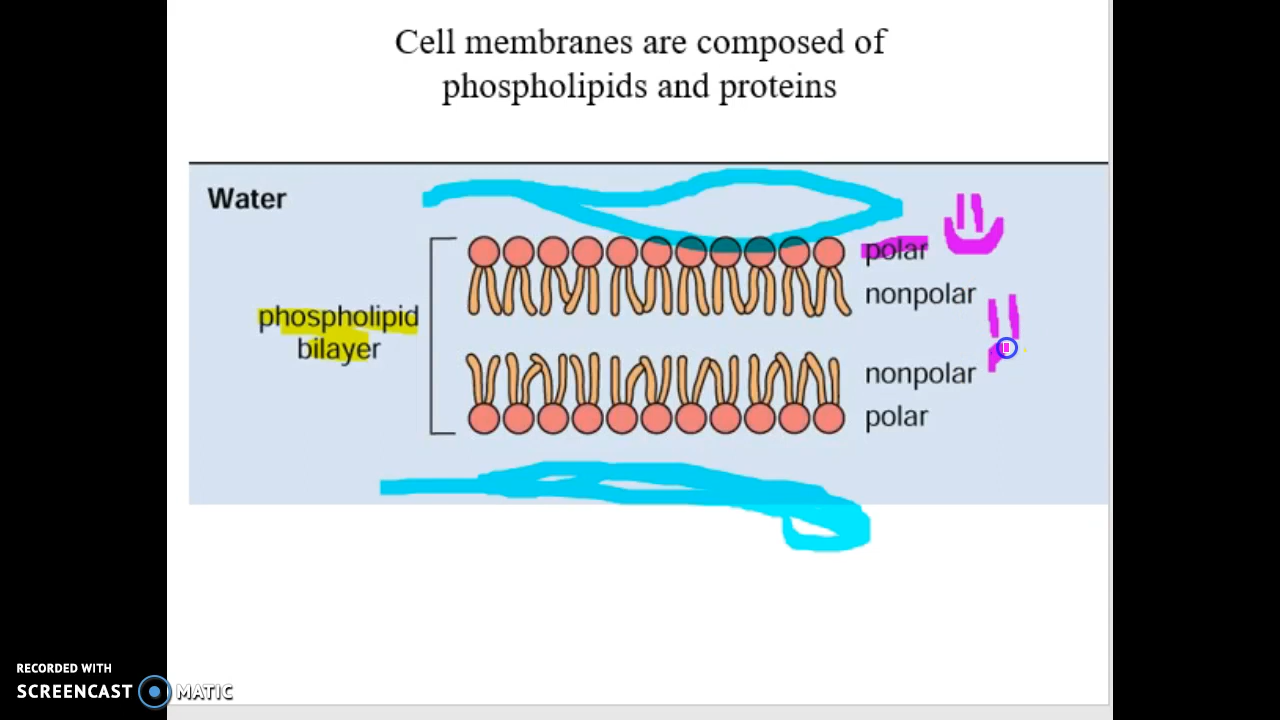 Cell membranes are composed of
phospholipids and proteins
Water
polar
nonpolar
phospholipid
bilayer
nonpolar
polar
RECORDED WITH
SCREENCAST MATIC